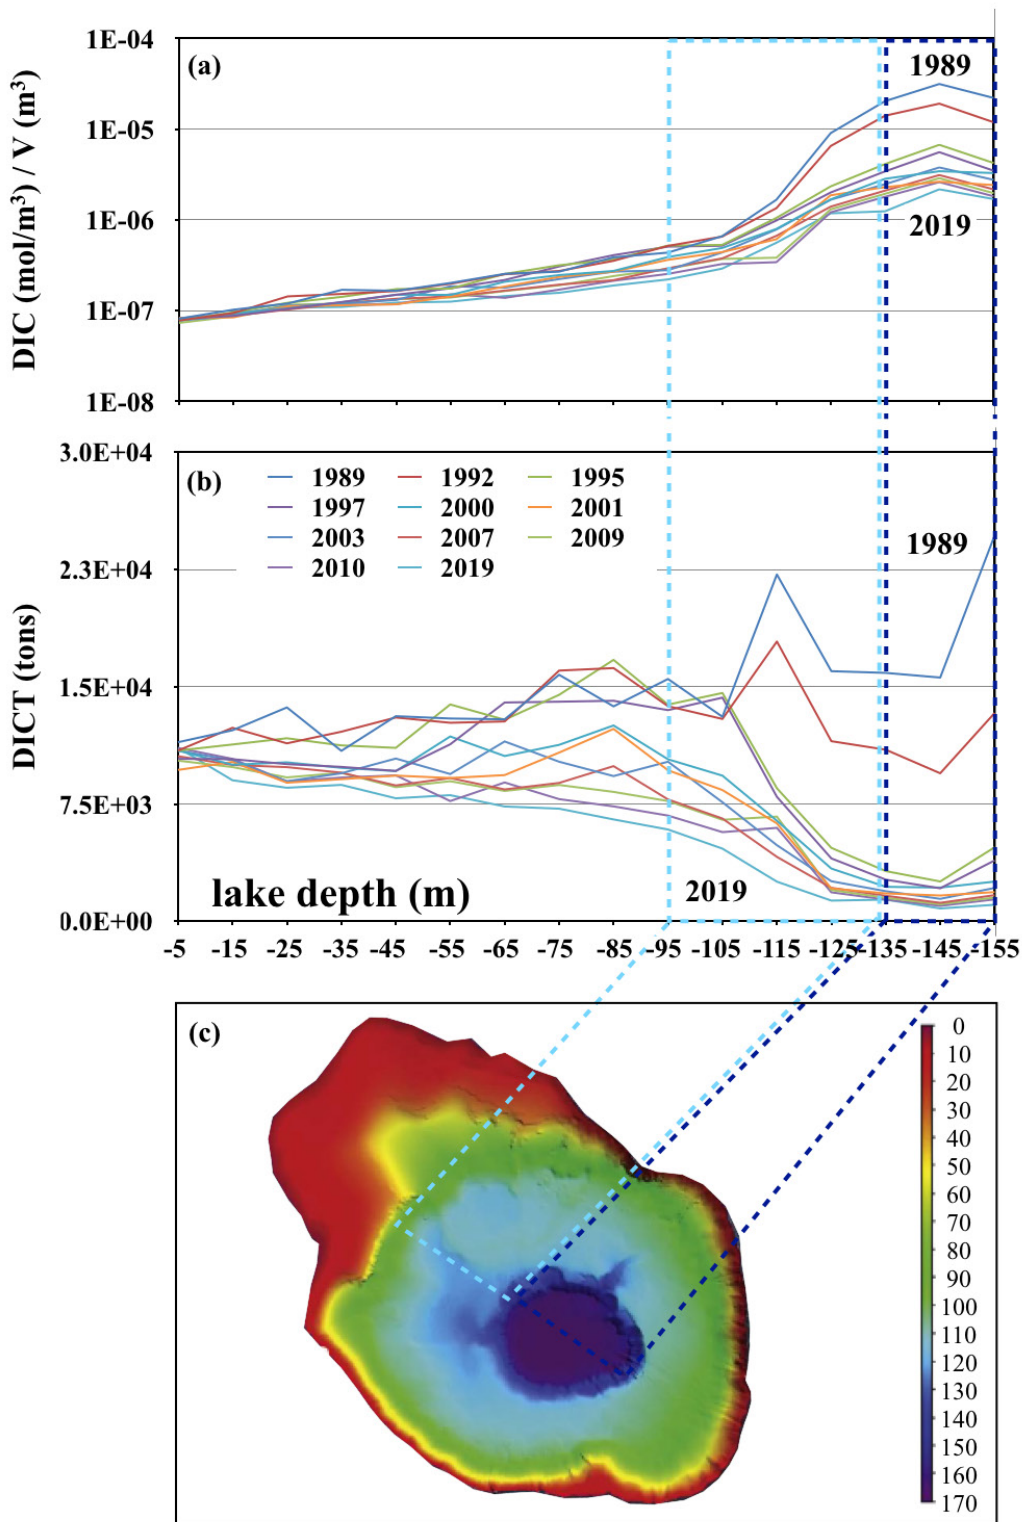 DIC (mol/m³) / V (m³)
1E-04
1E-05
1E-06
1E-07
1E-08
(a)
1989
2019
DICT (tons)
3.0E+04
2.3E+04
1.5E+04
7.5E+03
0.0E+00
(b)
1989 1992 1995
1997 2000 2001
2003 2007 2009
2010 2019
1989
2019
lake depth (m)
-5 -15 -25 -35 -45 -55 -65 -75 -85 -95 -105 -115 -125 -135 -145 -155
(c)
0
10
20
30
40
50
60
70
80
90
100
110
120
130
140
150
160
170